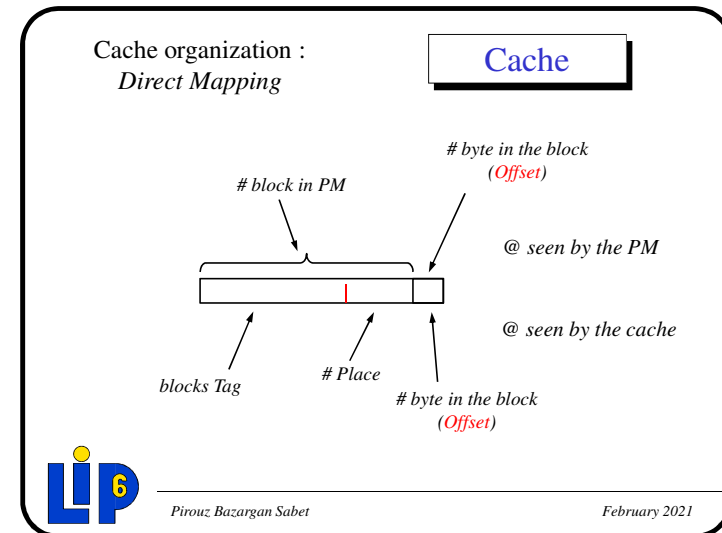 Cache organization :
Direct Mapping
Cache
# byte in the block
(Offset)
# block in PM
@ seen by the PM
@ seen by the cache
blocks Tag
# Place
# byte in the block
(Offset)
LiP6
Pirouz Bazargan Sabet
February 2021